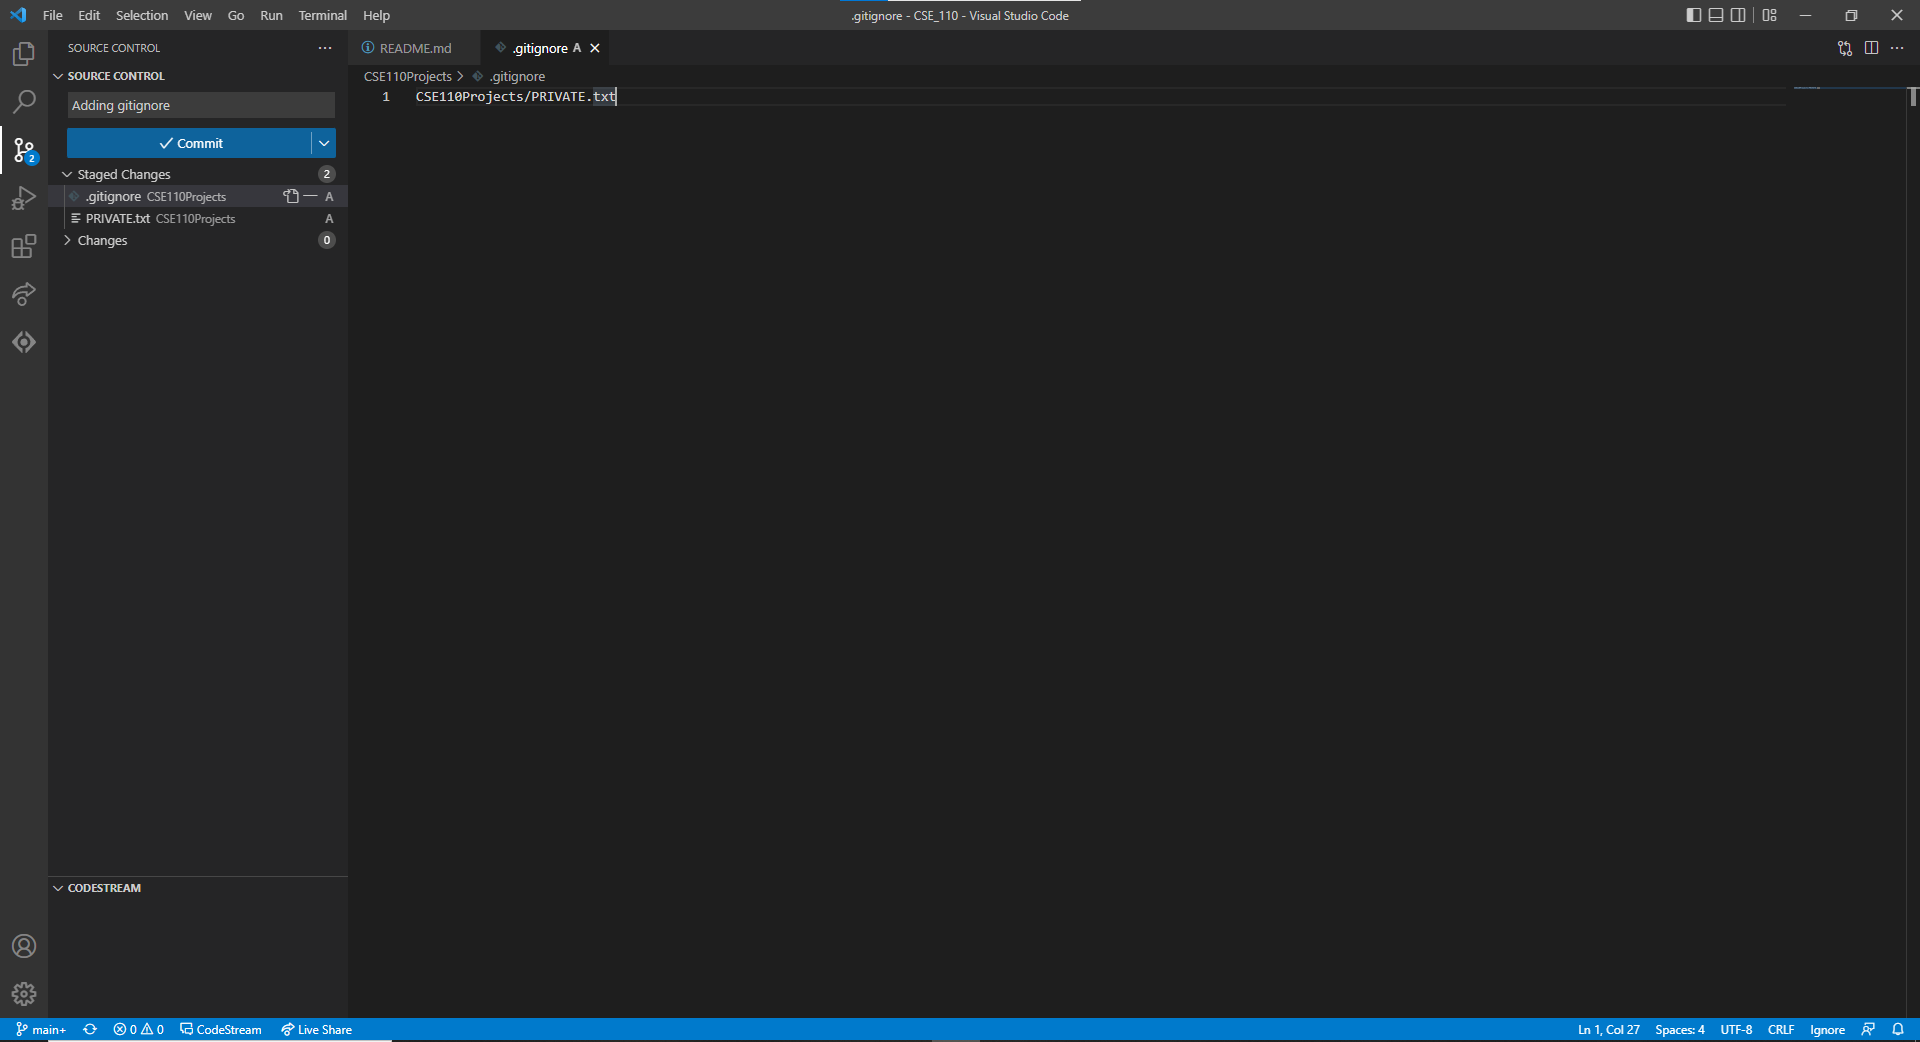 File Edit Selection View Go Run Terminal Help
.gitignore - CSE_110 - Visual Studio Code
SOURCE CONTROL
README.md
.gitignore A
SOURCE CONTROL
CSE110Projects > .gitignore
Adding gitignore
1 CSE110Projects/PRIVATE.txt
Commit
Staged Changes 2
.gitignore CSE110Projects A
PRIVATE.txt CSE110Projects A
Changes 0
2
CODESTREAM
main+ 0 0 CodeStream Live Share
Ln 1, Col 27 Spaces: 4 UTF-8 CRLF Ignore